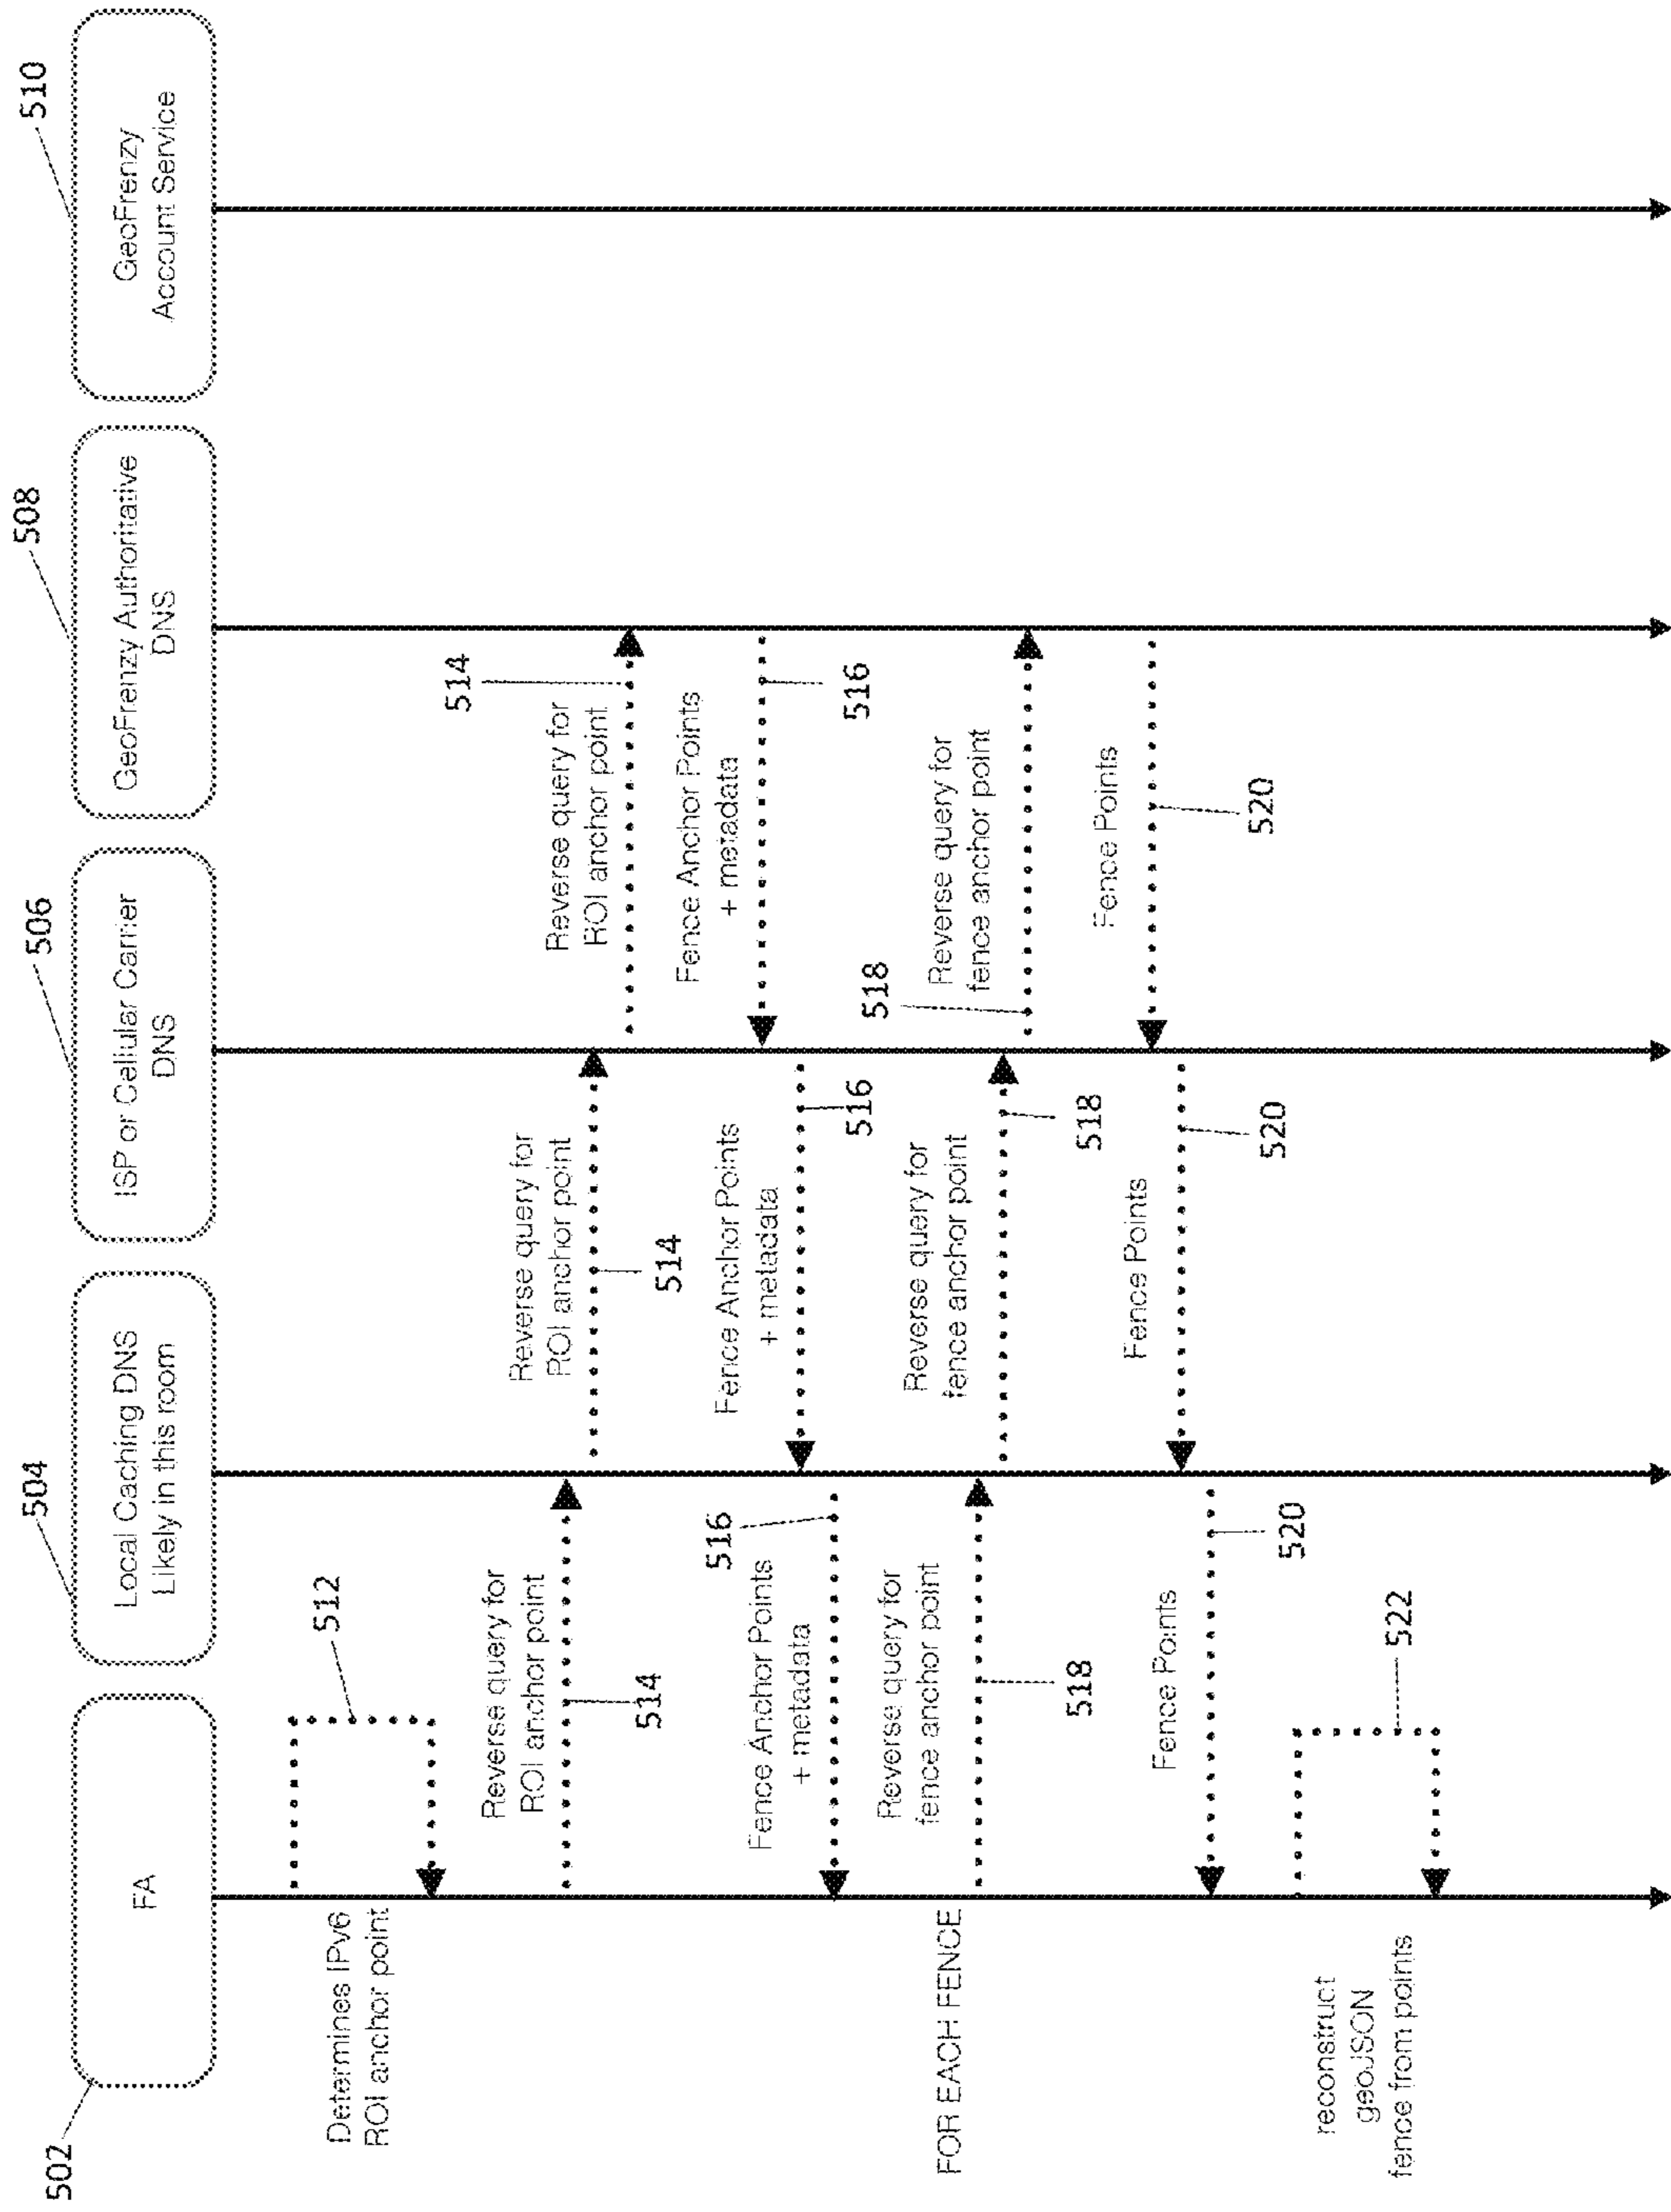 502
FA
504
Local Caching DNS
Likely in this room
506
ISP or Cellular Carrier
DNS
508
GeoFrenzy Authoritative
DNS
510
GeoFrenzy
Account Service
Determines IPv6
ROI anchor point
512
Reverse query for
ROI anchor point
514
Reverse query for
ROI anchor point
514
Reverse query for
ROI anchor point
514
Fence Anchor Points
+ metadata
516
Fence Anchor Points
+ metadata
516
Fence Anchor Points
+ metadata
516
FOR EACH FENCE
Reverse query for
fence anchor point
518
Reverse query for
fence anchor point
518
Reverse query for
fence anchor point
518
Fence Points
520
Fence Points
520
Fence Points
520
reconstruct
geoJSON
fence from points
522